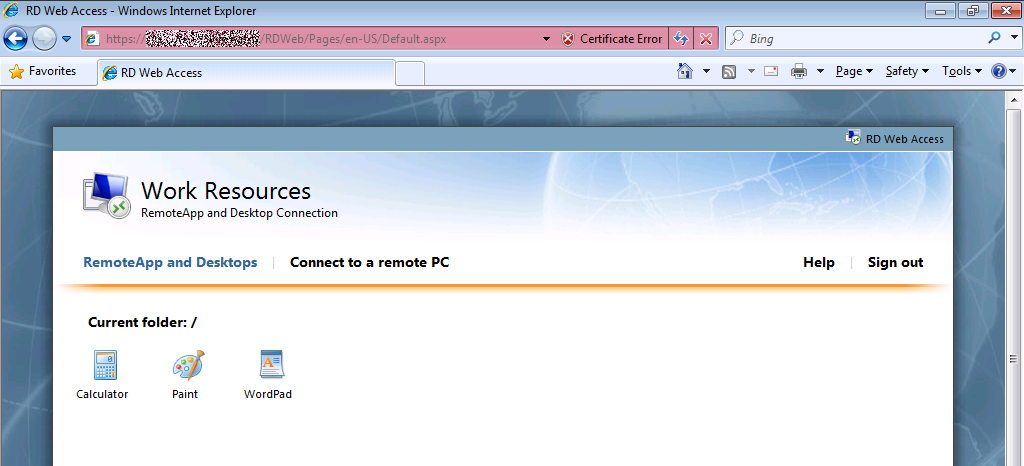 RD Web Access - Windows Internet Explorer
https:// /RDWeb/Pages/en-US/Default.aspx Certificate Error Bing
Favorites RD Web Access Page Safety Tools
RD Web Access
Work Resources
RemoteApp and Desktop Connection
RemoteApp and Desktops Connect to a remote PC Help Sign out
Current folder: /
Calculator Paint WordPad